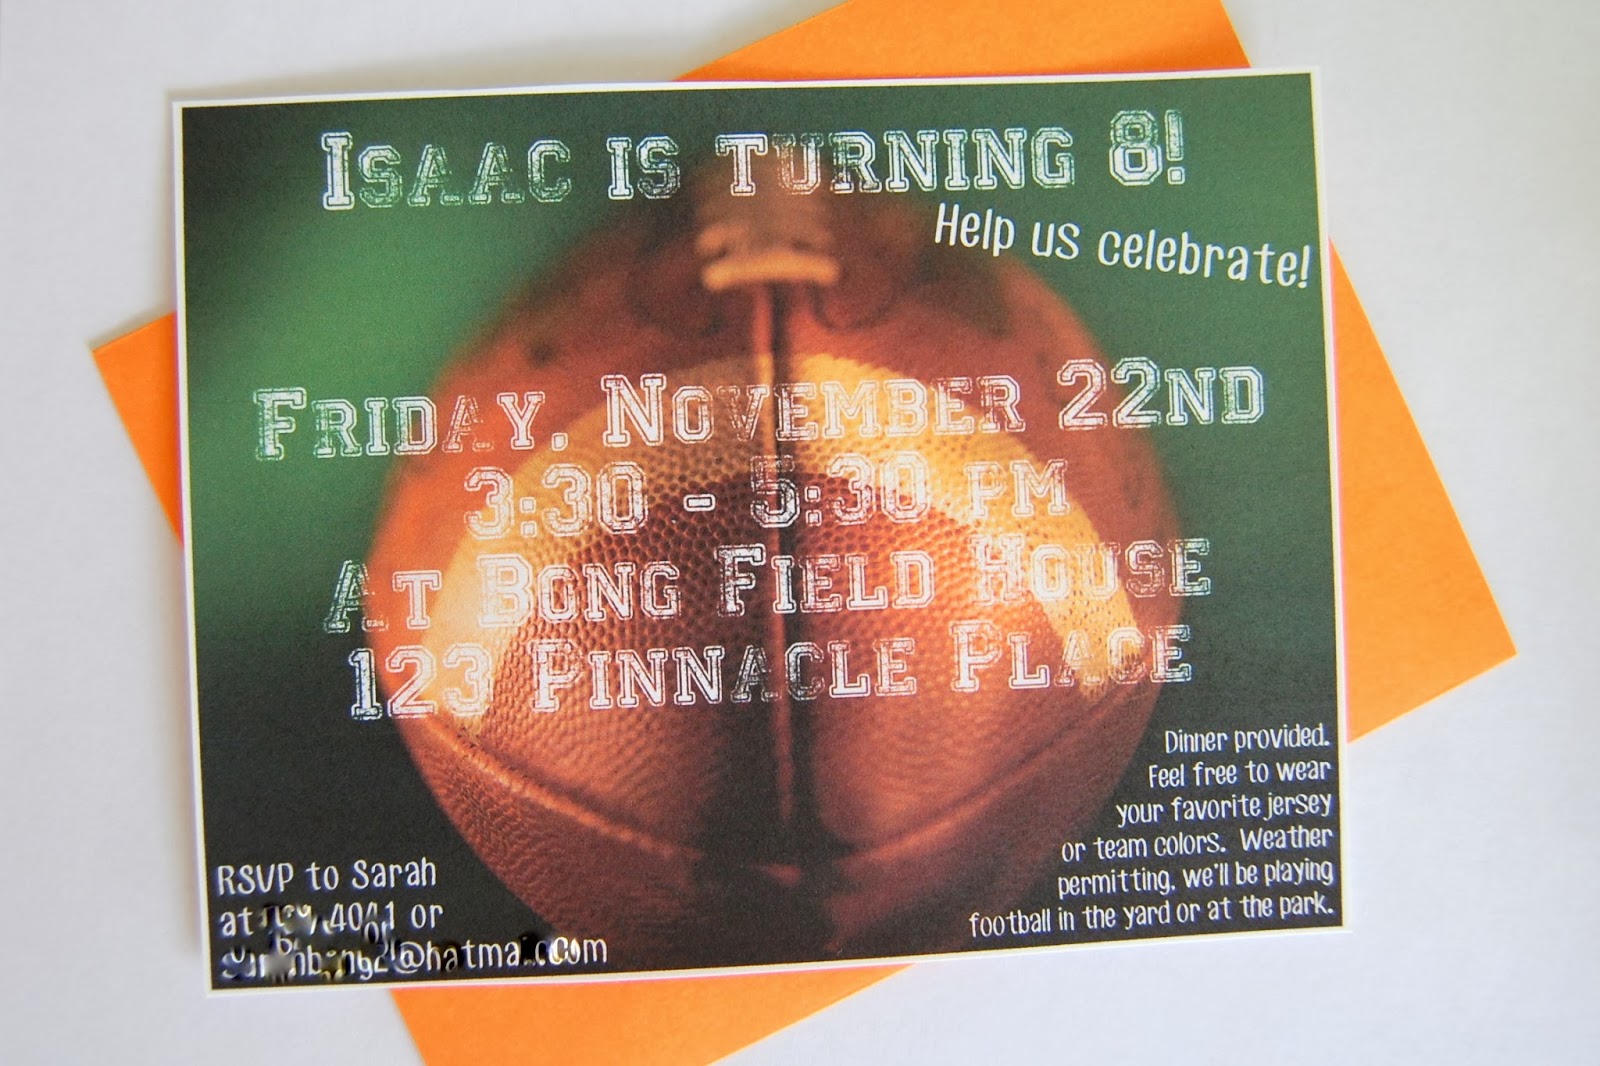 Isaac is turning 8!
Help us celebrate!
Friday, November 22nd
3:30 - 5:30 pm
At Bong Field House
123 Pinnacle Place
Dinner provided.
Feel free to wear
your favorite jersey
or team colors. Weather
permitting, we'll be playing
football in the yard or at the park.
RSVP to Sarah
at or